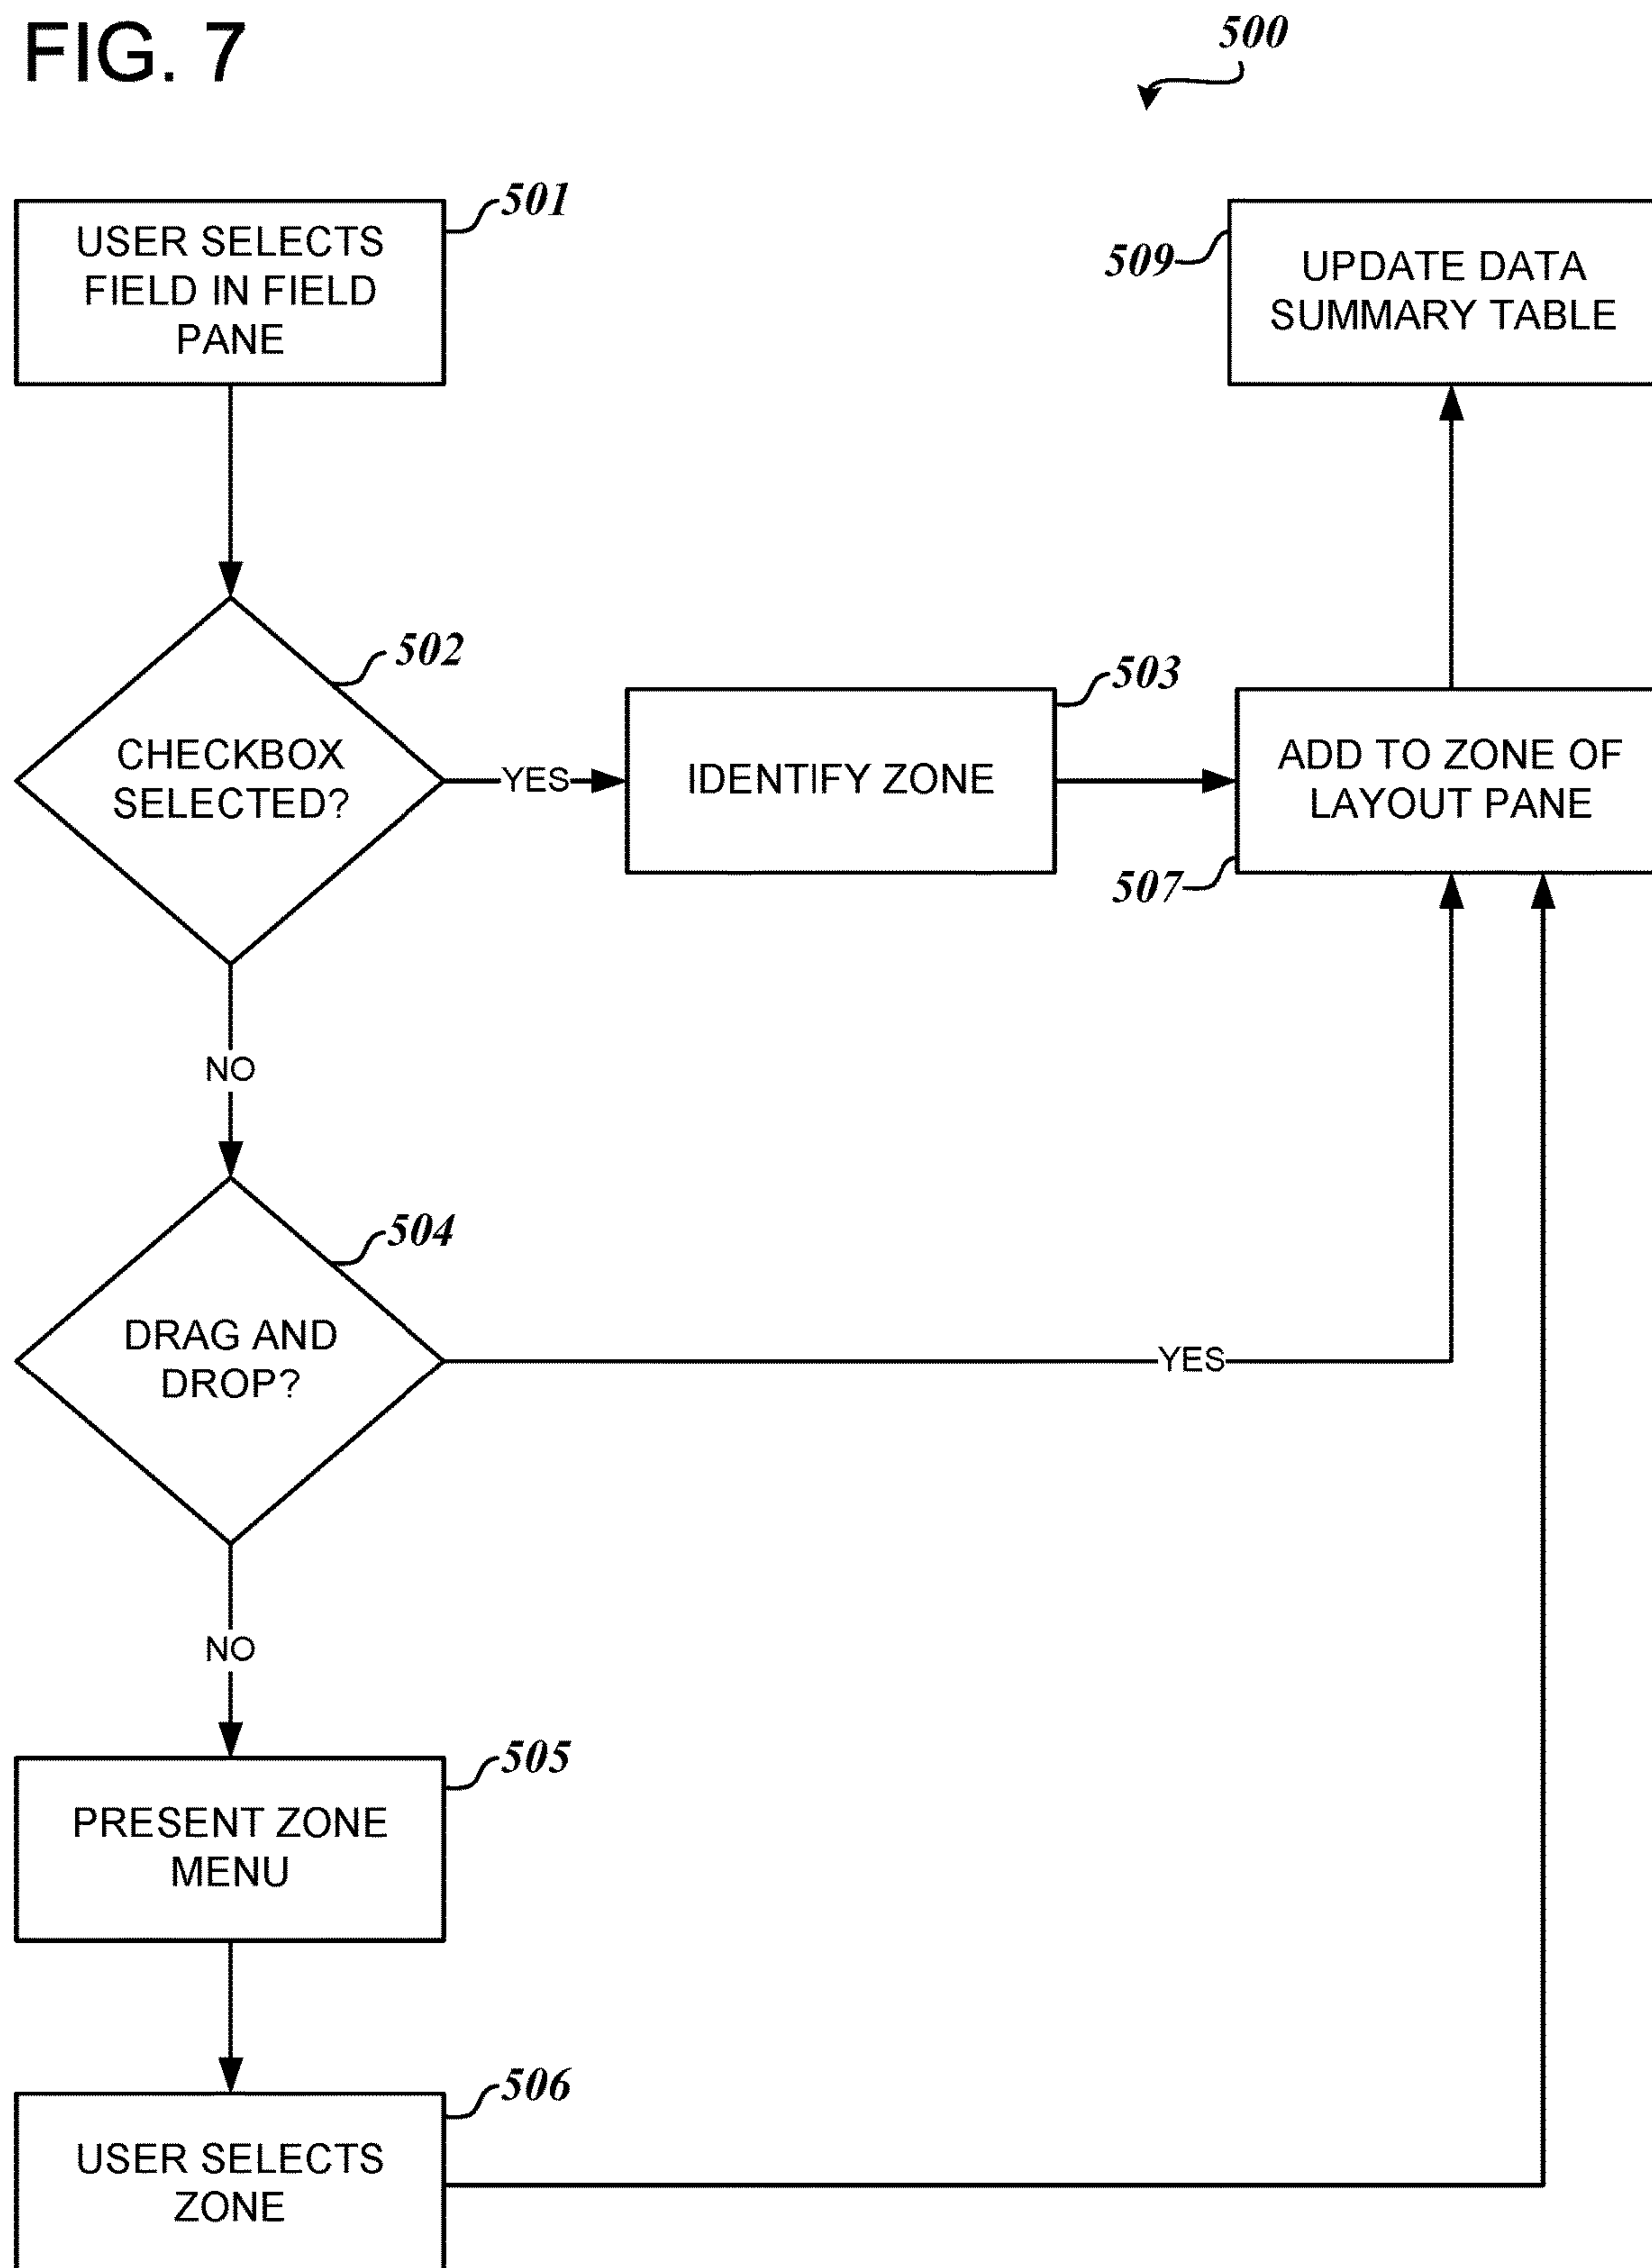 FIG. 7
500
501
USER SELECTS
FIELD IN FIELD
PANE
509
UPDATE DATA
SUMMARY TABLE
502
CHECKBOX
SELECTED?
YES
503
IDENTIFY ZONE
507
ADD TO ZONE OF
LAYOUT PANE
NO
504
DRAG AND
DROP?
YES
NO
505
PRESENT ZONE
MENU
506
USER SELECTS
ZONE